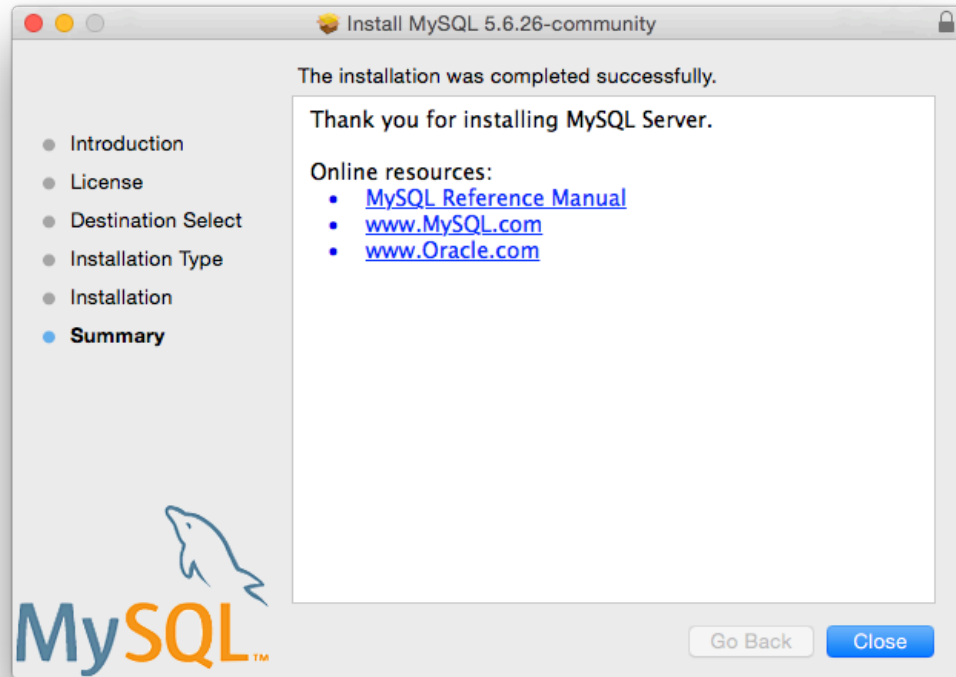 Install MySQL 5.6.26-community
The installation was completed successfully.
Introduction
License
Destination Select
Installation Type
Installation
Summary
Thank you for installing MySQL Server.
Online resources:
• MySQL Reference Manual
• www.MySQL.com
• www.Oracle.com
MySQL™
Go Back
Close